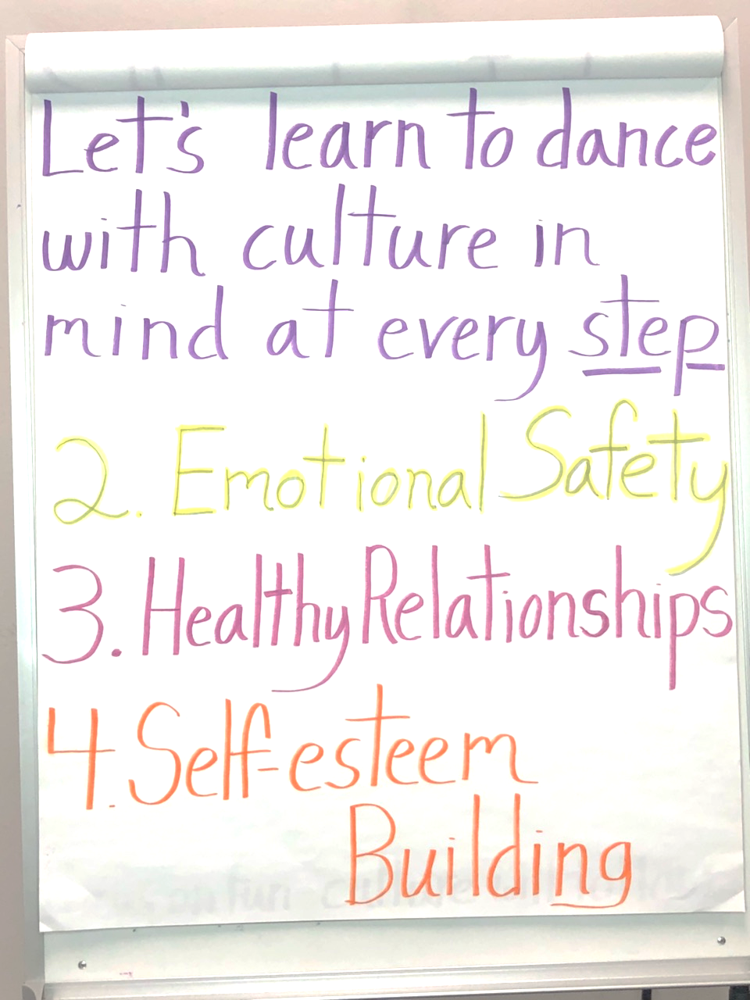 Let's learn to dance
with culture in
mind at every step
2. Emotional Safety
3. Healthy Relationships
4. Self-esteem
Building